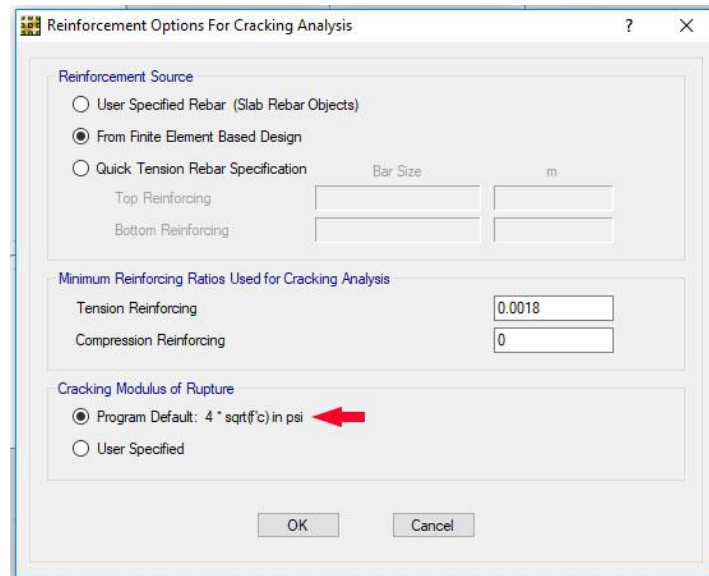 Reinforcement Options For Cracking Analysis ? X
Reinforcement Source
User Specified Rebar (Slab Rebar Objects)
From Finite Element Based Design
Quick Tension Rebar Specification Bar Size m
Top Reinforcing
Bottom Reinforcing
Minimum Reinforcing Ratios Used for Cracking Analysis
Tension Reinforcing 0.0018
Compression Reinforcing 0
Cracking Modulus of Rupture
Program Default: 4 * sqrt(f'c) in psi
User Specified
OK Cancel